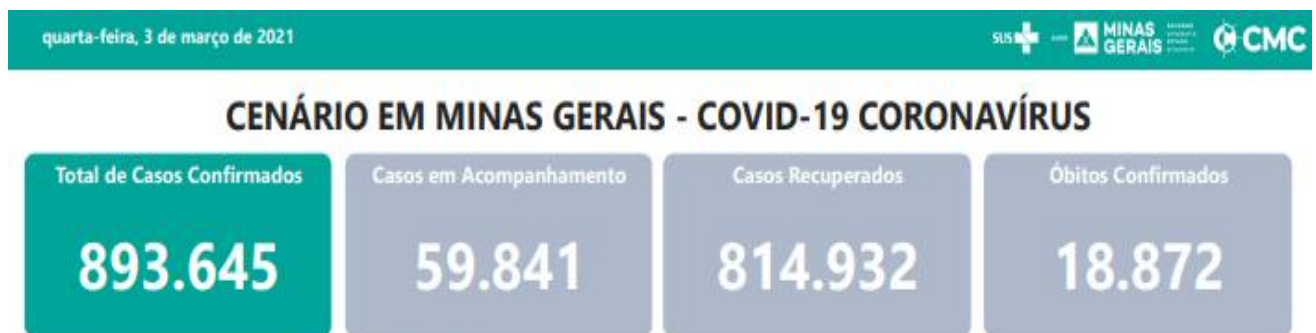 quarta-feira, 3 de março de 2021
SUS
MINAS
GERAIS
CMC
CENÁRIO EM MINAS GERAIS - COVID-19 CORONAVÍRUS
Total de Casos Confirmados
893.645
Casos em Acompanhamento
59.841
Casos Recuperados
814.932
Óbitos Confirmados
18.872